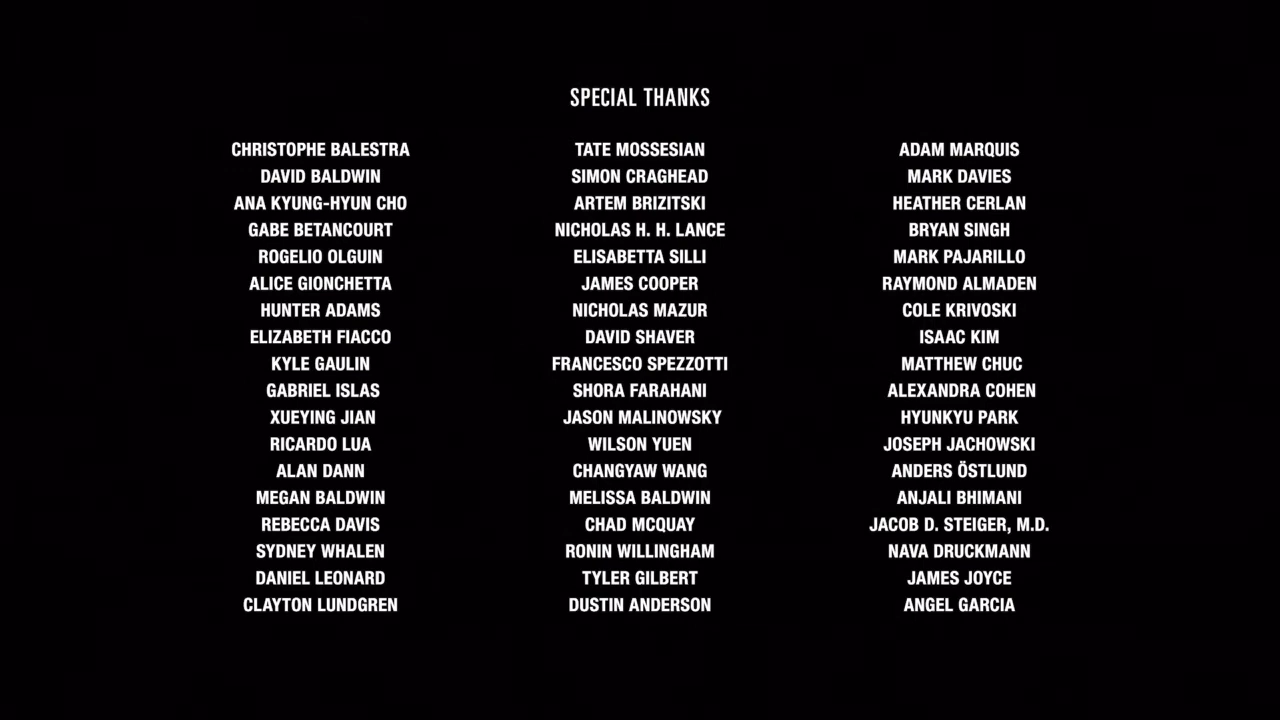 SPECIAL THANKS
CHRISTOPHE BALESTRA
DAVID BALDWIN
ANA KYUNG-HYUN CHO
GABE BETANCOURT
ROGELIO OLGUIN
ALICE GIONCHETTA
HUNTER ADAMS
ELIZABETH FIACCO
KYLE GAULIN
GABRIEL ISLAS
XUEYING JIAN
RICARDO LUA
ALAN DANN
MEGAN BALDWIN
REBECCA DAVIS
SYDNEY WHALEN
DANIEL LEONARD
CLAYTON LUNDGREN
TATE MOSSESIAN
SIMON CRAGHEAD
ARTEM BRIZITSKI
NICHOLAS H. H. LANCE
ELISABETTA SILLI
JAMES COOPER
NICHOLAS MAZUR
DAVID SHAVER
FRANCESCO SPEZZOTTI
SHORA FARAHANI
JASON MALINOWSKY
WILSON YUEN
CHANGYAW WANG
MELISSA BALDWIN
CHAD MCQUAY
RONIN WILLINGHAM
TYLER GILBERT
DUSTIN ANDERSON
ADAM MARQUIS
MARK DAVIES
HEATHER CERLAN
BRYAN SINGH
MARK PAJARILLO
RAYMOND ALMADEN
COLE KRIVOSKI
ISAAC KIM
MATTHEW CHUC
ALEXANDRA COHEN
HYUNKYU PARK
JOSEPH JACHOWSKI
ANDERS ÖSTLUND
ANJALI BHIMANI
JACOB D. STEIGER, M.D.
NAVA DRUCKMANN
JAMES JOYCE
ANGEL GARCIA